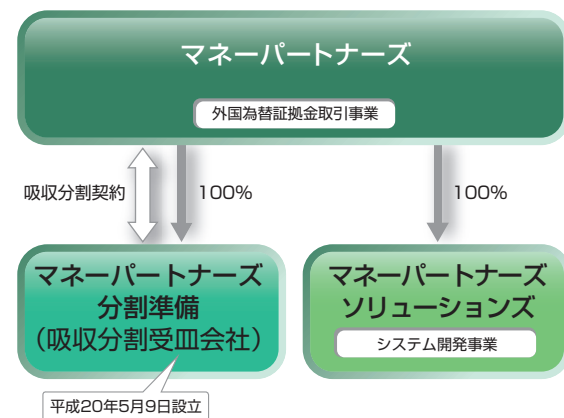 マネーパートナーズ
外国為替証拠金取引事業
吸収分割契約
100%
100%
マネーパートナーズ
分割準備
（吸収分割受皿会社）
平成20年5月9日設立
マネーパートナーズ
ソリューションズ
システム開発事業